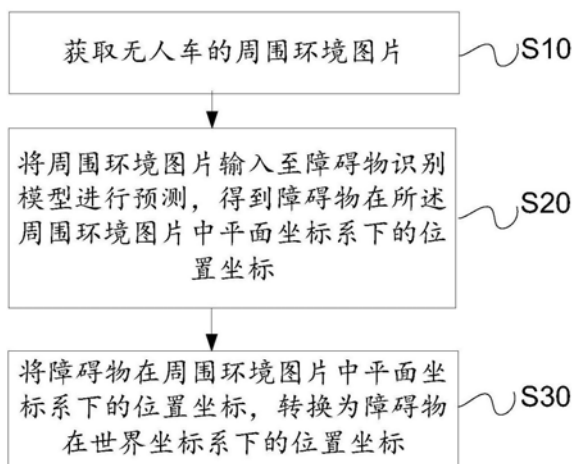 获取无人车的周围环境图片
S10
将周围环境图片输入至障碍物识别
模型进行预测，得到障碍物在所述
周围环境图片中平面坐标系下的位
置坐标
S20
将障碍物在周围环境图片中平面坐
标系下的位置坐标，转换为障碍物
在世界坐标系下的位置坐标
S30